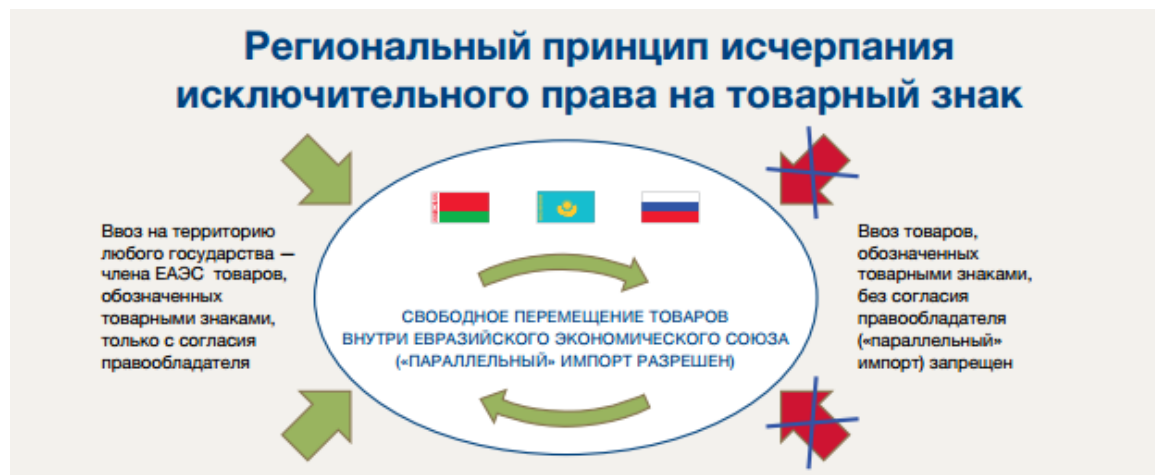 Региональный принцип исчерпания
исключительного права на товарный знак
Ввоз на территорию
любого государства —
члена ЕАЭС товаров,
обозначенных
товарными знаками,
только с согласия
правообладателя
СВОБОДНОЕ ПЕРЕМЕЩЕНИЕ ТОВАРОВ
ВНУТРИ ЕВРАЗИЙСКОГО ЭКОНОМИЧЕСКОГО СОЮЗА
(«ПАРАЛЛЕЛЬНЫЙ» ИМПОРТ РАЗРЕШЕН)
Ввоз товаров,
обозначенных
товарными знаками,
без согласия
правообладателя
(«параллельный»
импорт) запрещен